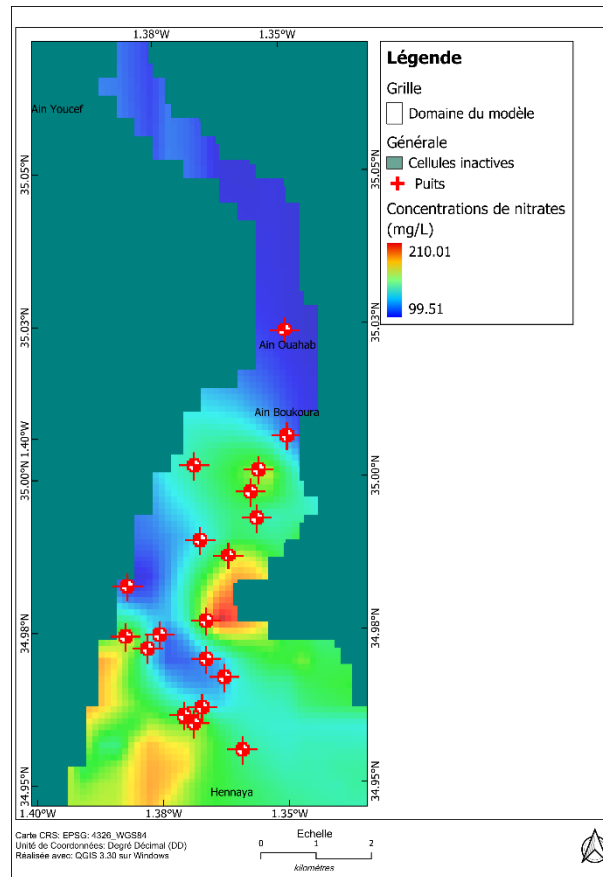 1.38°W 1.35°W
Légende
Grille
Domaine du modèle
Générale
Cellules inactives
Puits
Concentrations de nitrates
(mg/L)
210.01
99.51
Ain Youcef
35.05°N 35.05°N
35.03°N 35.03°N
Ain Ouahab
Ain Boukoura
1.40°W
35.00°N 35.00°N
34.98°N 34.98°N
34.95°N 34.95°N
Hennaya
1.40°W 1.38°W 1.35°W
Carte CRS: EPSG: 4326_WGS84
Unité de Coordonnées: Degré Décimal (DD)
Réalisée avec: QGIS 3.30 sur Windows
Echelle
0 1 2
kilomètres